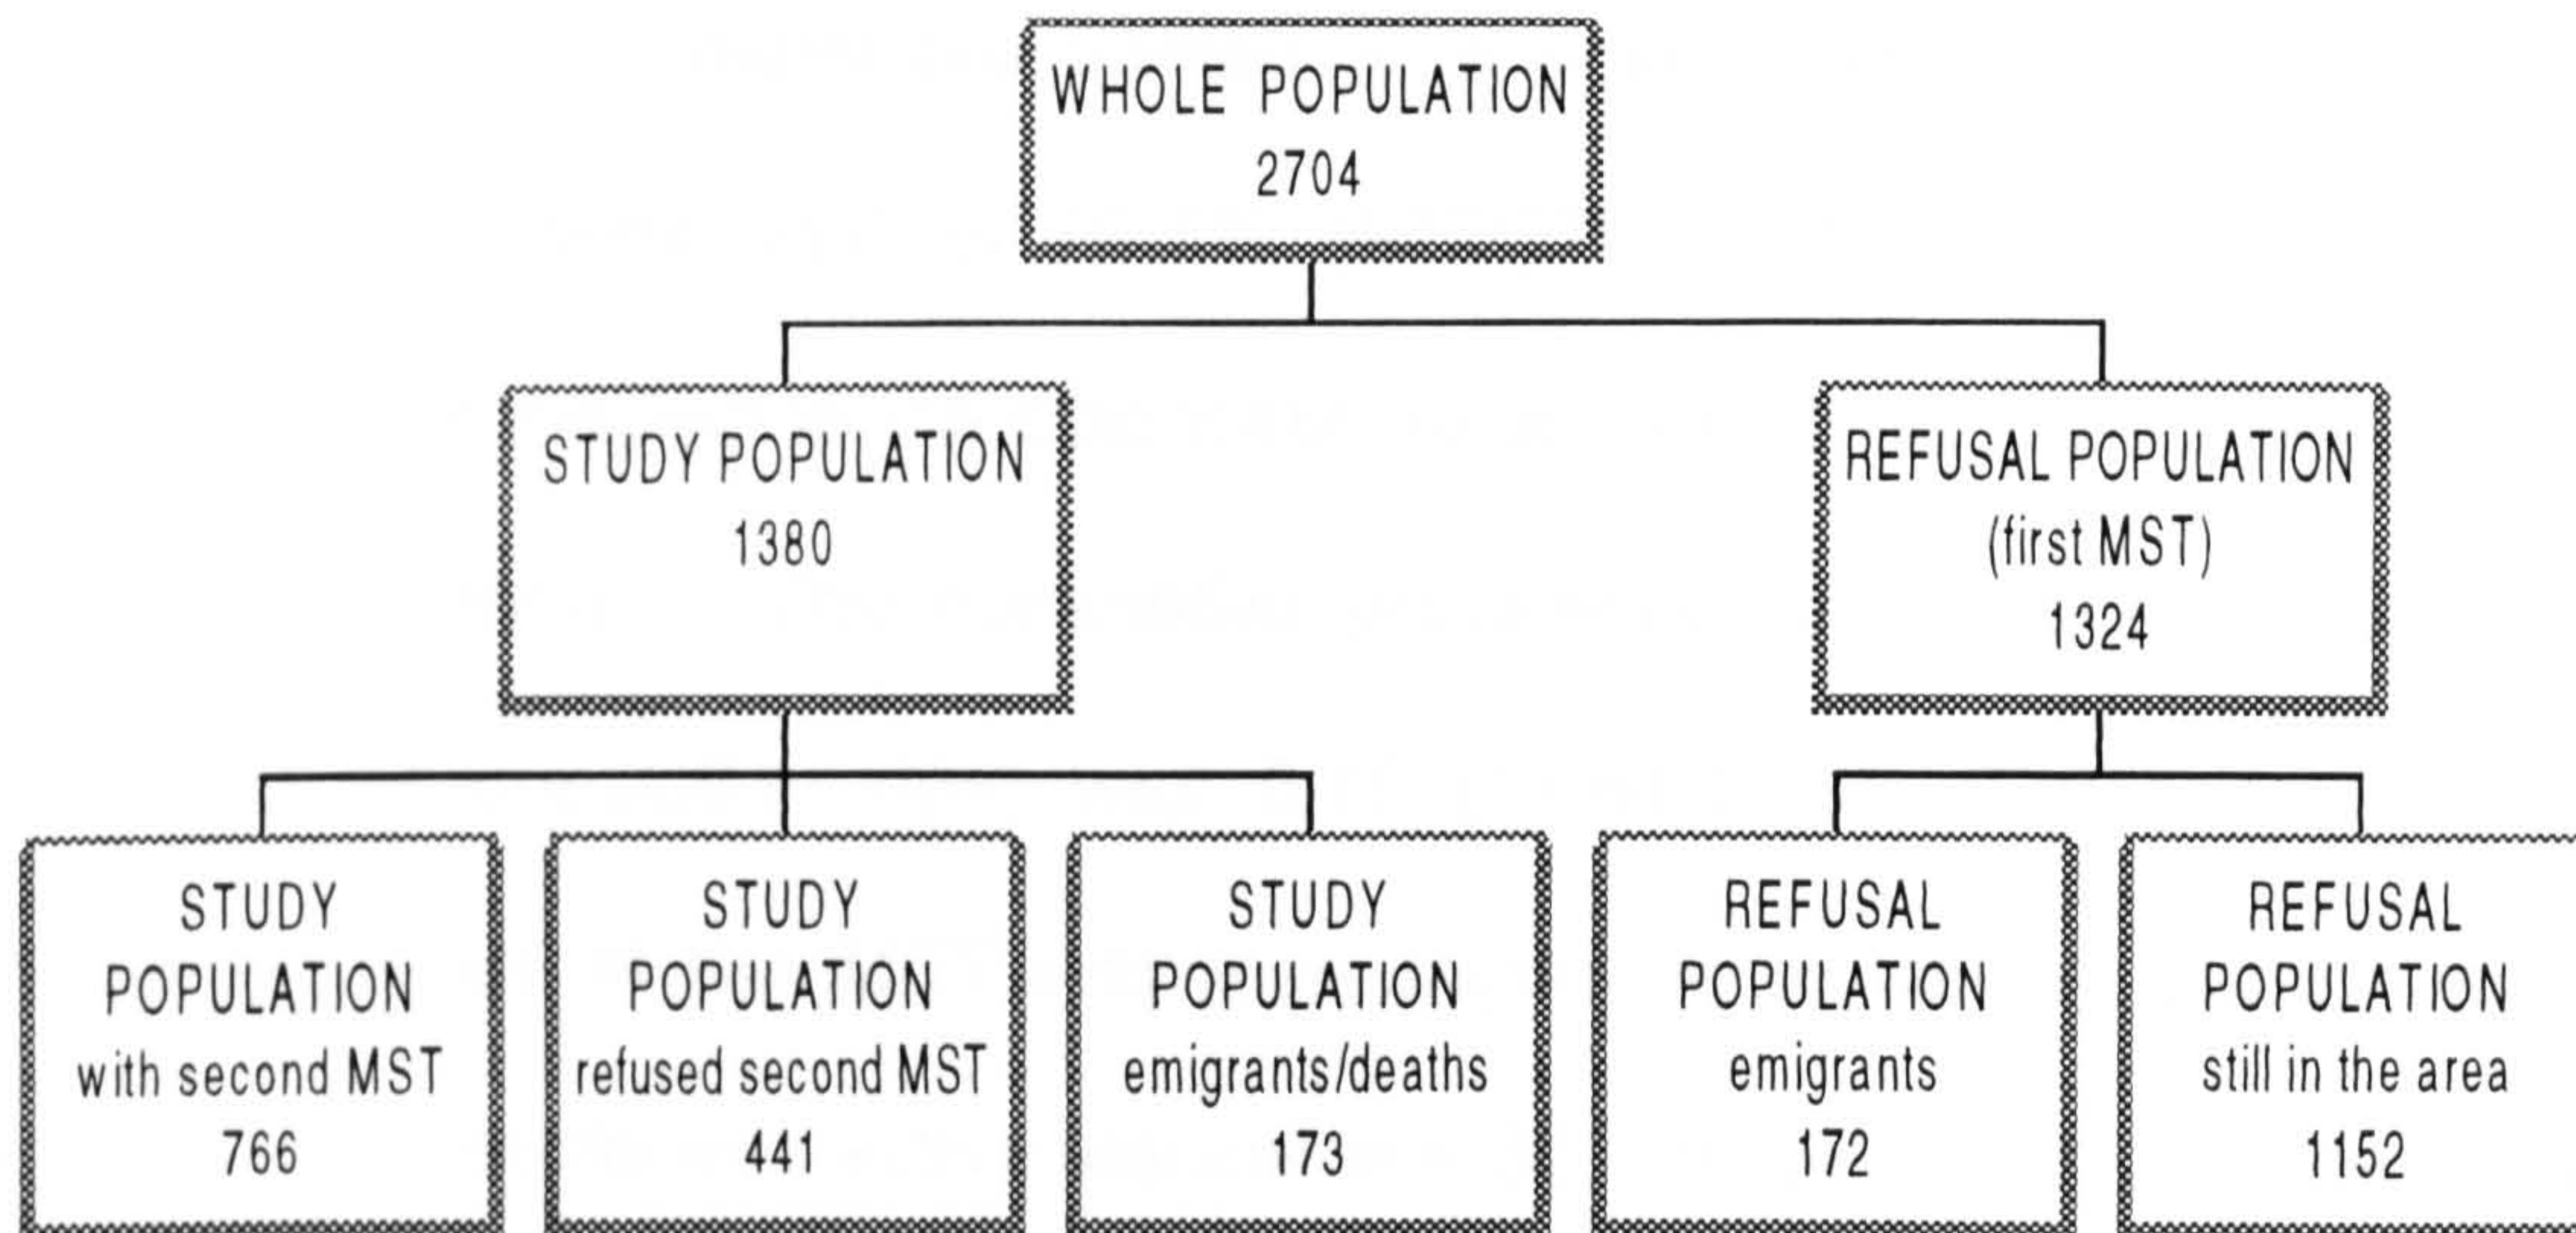 WHOLE POPULATION
2704
STUDY POPULATION
1380
REFUSAL POPULATION
(first MST)
1324
STUDY
POPULATION
with second MST
766
STUDY
POPULATION
refused second MST
441
STUDY
POPULATION
emigrants/deaths
173
REFUSAL
POPULATION
emigrants
172
REFUSAL
POPULATION
still in the area
1152